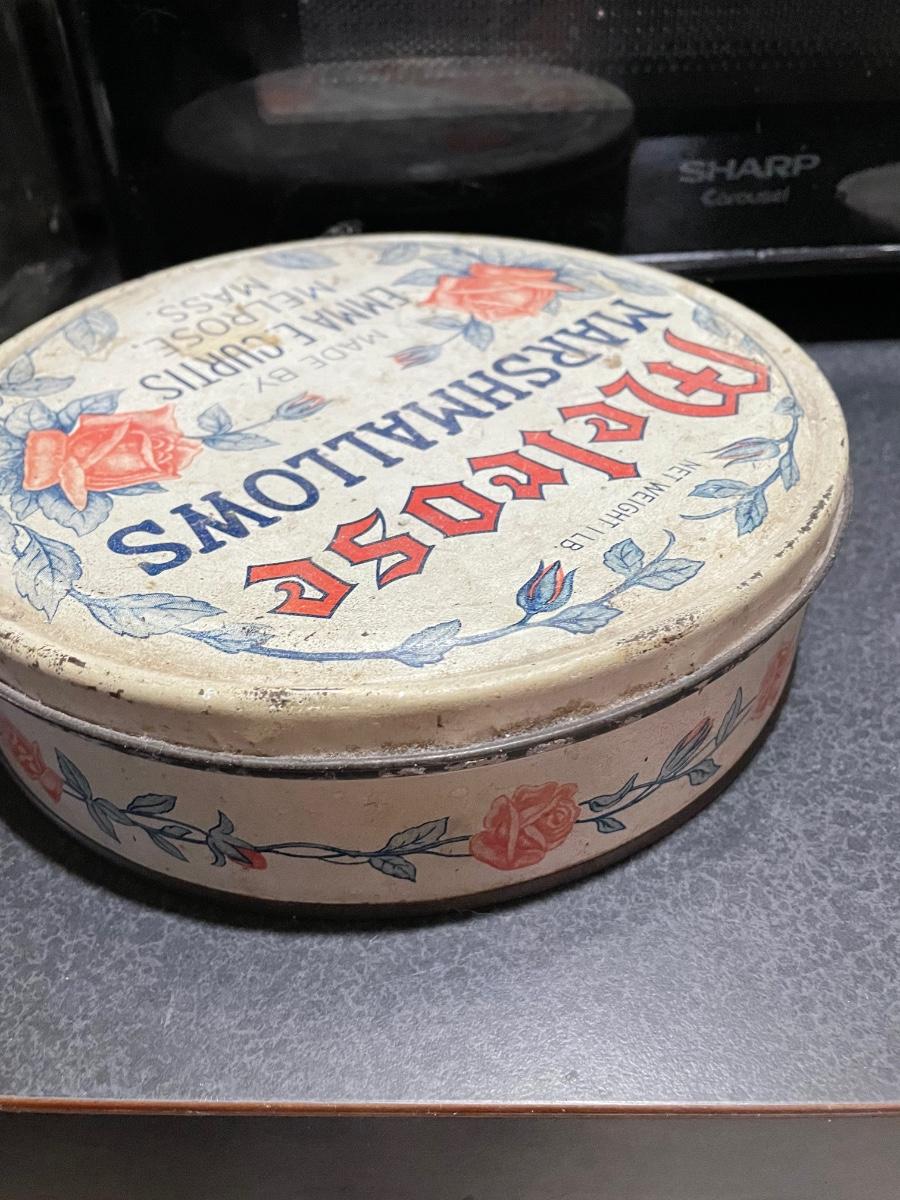 SHARP
Carousel
NET WEIGHT 1 LB.
Melrose
MARSHMALLOWS
MADE BY
EMMA E. CURTIS
MELROSE,
MASS.